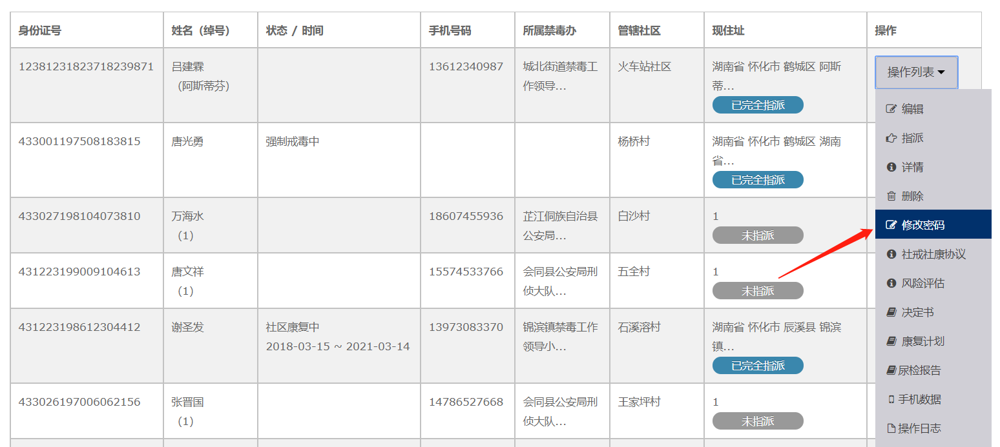 身份证号 姓名（绰号） 状态 / 时间 手机号码 所属禁毒办 管辖社区 现住址 操作
12381231823718239871 吕建霖 13612340987 城北街道禁毒工 火车站社区 湖南省 怀化市 鹤城区 阿斯 操作列表
（阿斯蒂芬） 作领导... 蒂...
已完全指派
编辑
433001197508183815 唐光勇 强制戒毒中 杨桥村 湖南省 怀化市 鹤城区 湖南 指派
省... 详情
已完全指派
删除
433027198104073810 万海水 18607455936 芷江侗族自治县 白沙村 1 修改密码
（1） 公安局... 未指派
社戒社康协议
431223199009104613 唐文祥 15574533766 会同县公安局刑 五全村 1 风险评估
（1） 侦大队... 未指派
决定书
431223198612304412 谢圣发 社区康复中 13973083370 锦滨镇禁毒工作 石溪溶村 湖南省 怀化市 辰溪县 锦滨 康复计划
2018-03-15 ~ 2021-03-14 领导小... 镇...
已完全指派 尿检报告
433026197006062156 张晋国 14786527668 会同县公安局刑 王家坪村 1 手机数据
（1） 侦大队... 未指派 操作日志